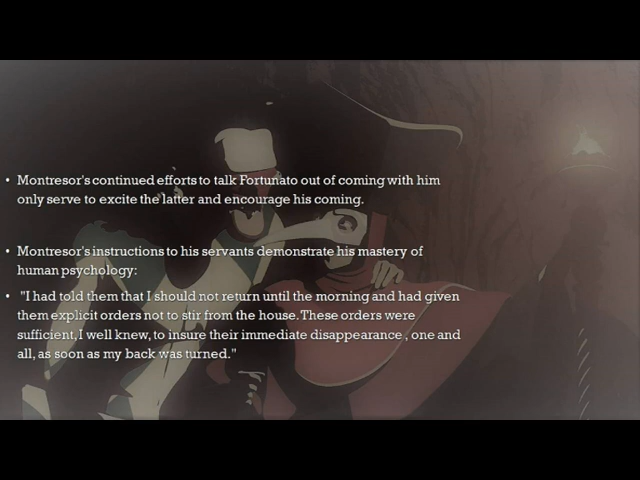 • Montresor's continued efforts to talk Fortunato out of coming with him
only serve to excite the latter and encourage his coming.
• Montresor's instructions to his servants demonstrate his mastery of
human psychology:
• "I had told them that I should not return until the morning and had given
them explicit orders not to stir from the house. These orders were
sufficient, I well knew, to insure their immediate disappearance , one and
all, as soon as my back was turned."